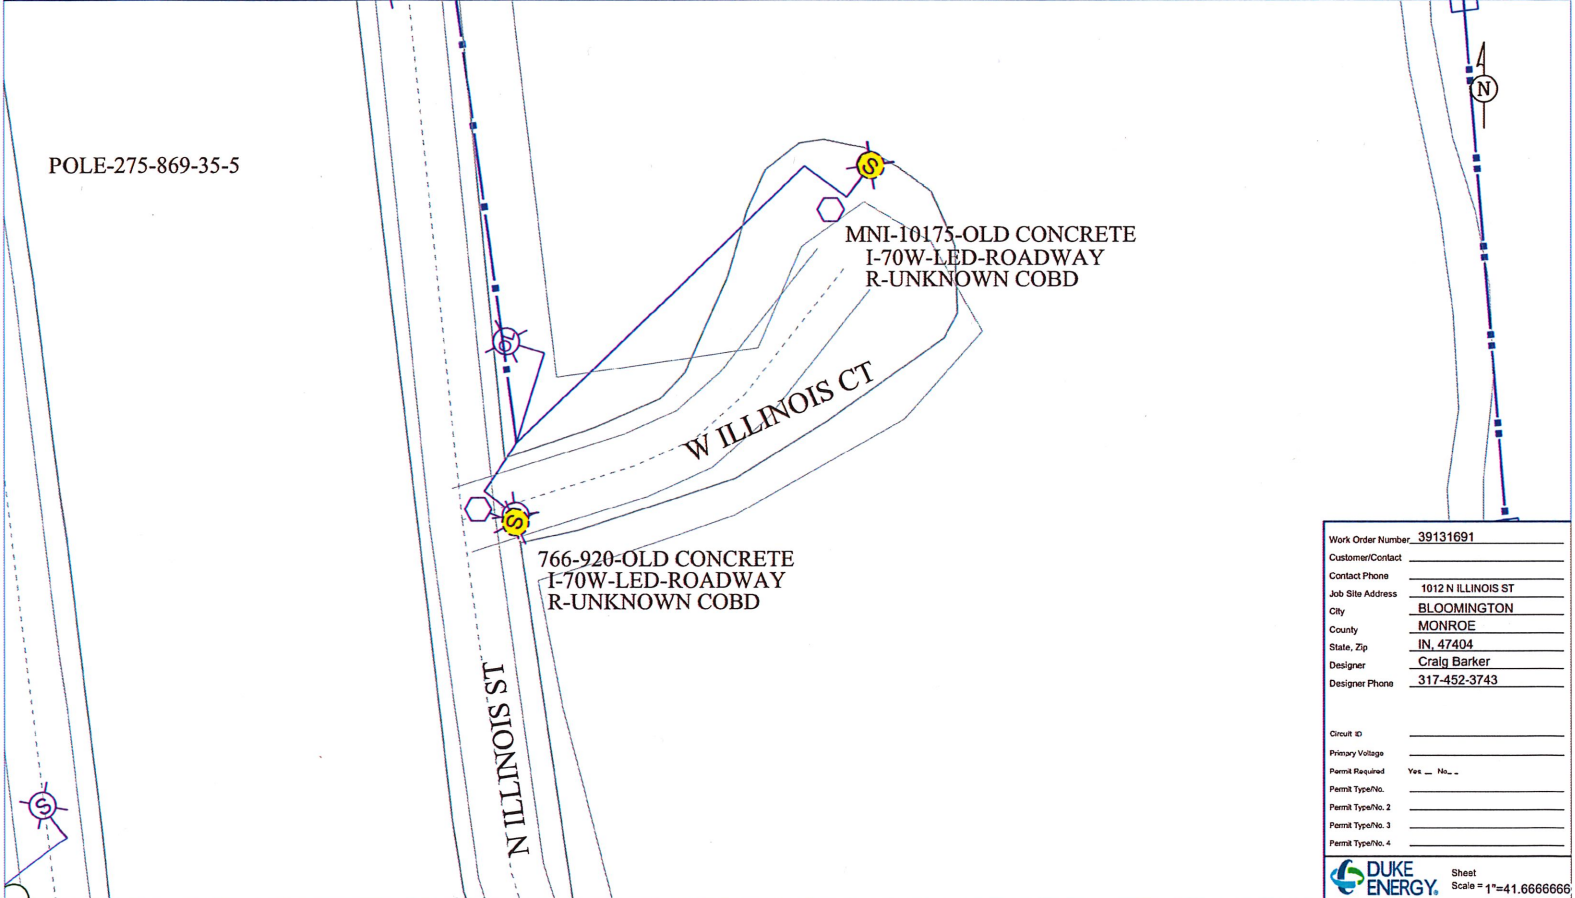 N
POLE-275-869-35-5
S
MNI-10175-OLD CONCRETE
I-70W-LED-ROADWAY
R-UNKNOWN COBD
W ILLINOIS CT
S
766-920-OLD CONCRETE
I-70W-LED-ROADWAY
R-UNKNOWN COBD
N ILLINOIS ST
S
Work Order Number 39131691
Customer/Contact
Contact Phone
Job Site Address 1012 N ILLINOIS ST
City BLOOMINGTON
County MONROE
State, Zip IN, 47404
Designer Craig Barker
Designer Phone 317-452-3743
Circuit ID
Primary Voltage
Permit Required Yes __ No__
Permit Type/No.
Permit Type/No. 2
Permit Type/No. 3
Permit Type/No. 4
DUKE ENERGY®
Sheet
Scale = 1"=41.6666666